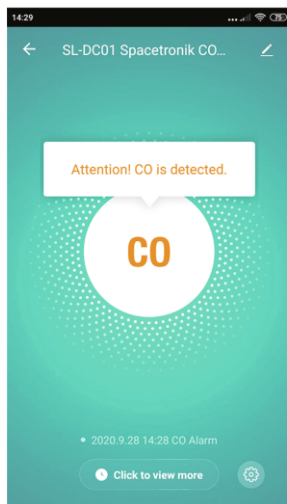 14:29
75
SL-DC01 Spacetronik CO...
Attention! CO is detected.
CO
2020.9.28 14:28 CO Alarm
Click to view more